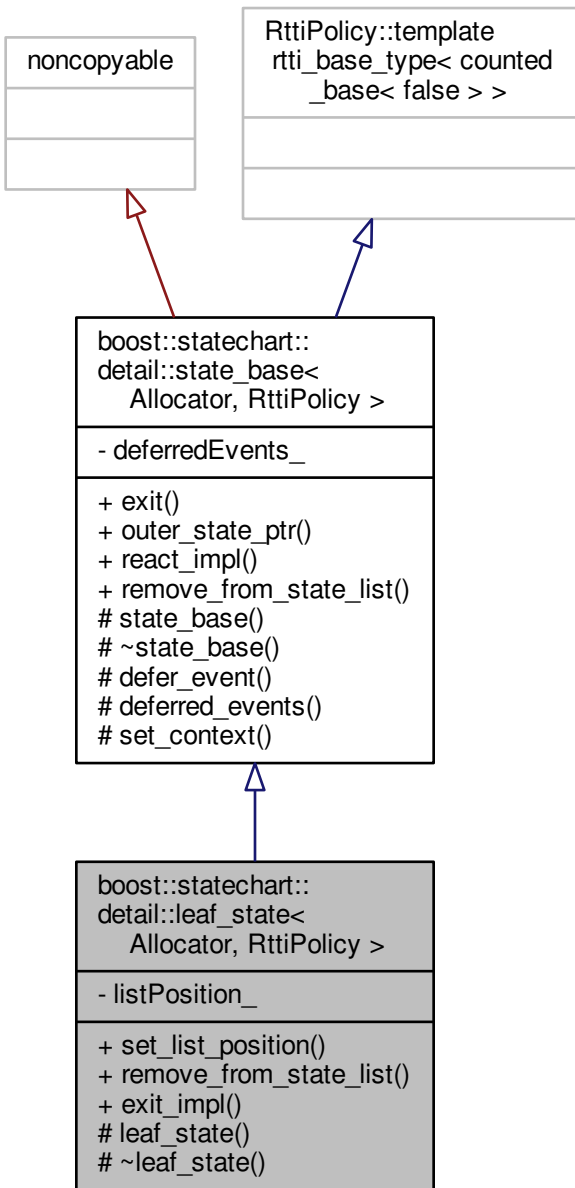 noncopyable
RttiPolicy::template
rtti_base_type< counted
_base< false > >
boost::statechart::
detail::state_base<
Allocator, RttiPolicy >
- deferredEvents_
+ exit()
+ outer_state_ptr()
+ react_impl()
+ remove_from_state_list()
# state_base()
# ~state_base()
# defer_event()
# deferred_events()
# set_context()
boost::statechart::
detail::leaf_state<
Allocator, RttiPolicy >
- listPosition_
+ set_list_position()
+ remove_from_state_list()
+ exit_impl()
# leaf_state()
# ~leaf_state()